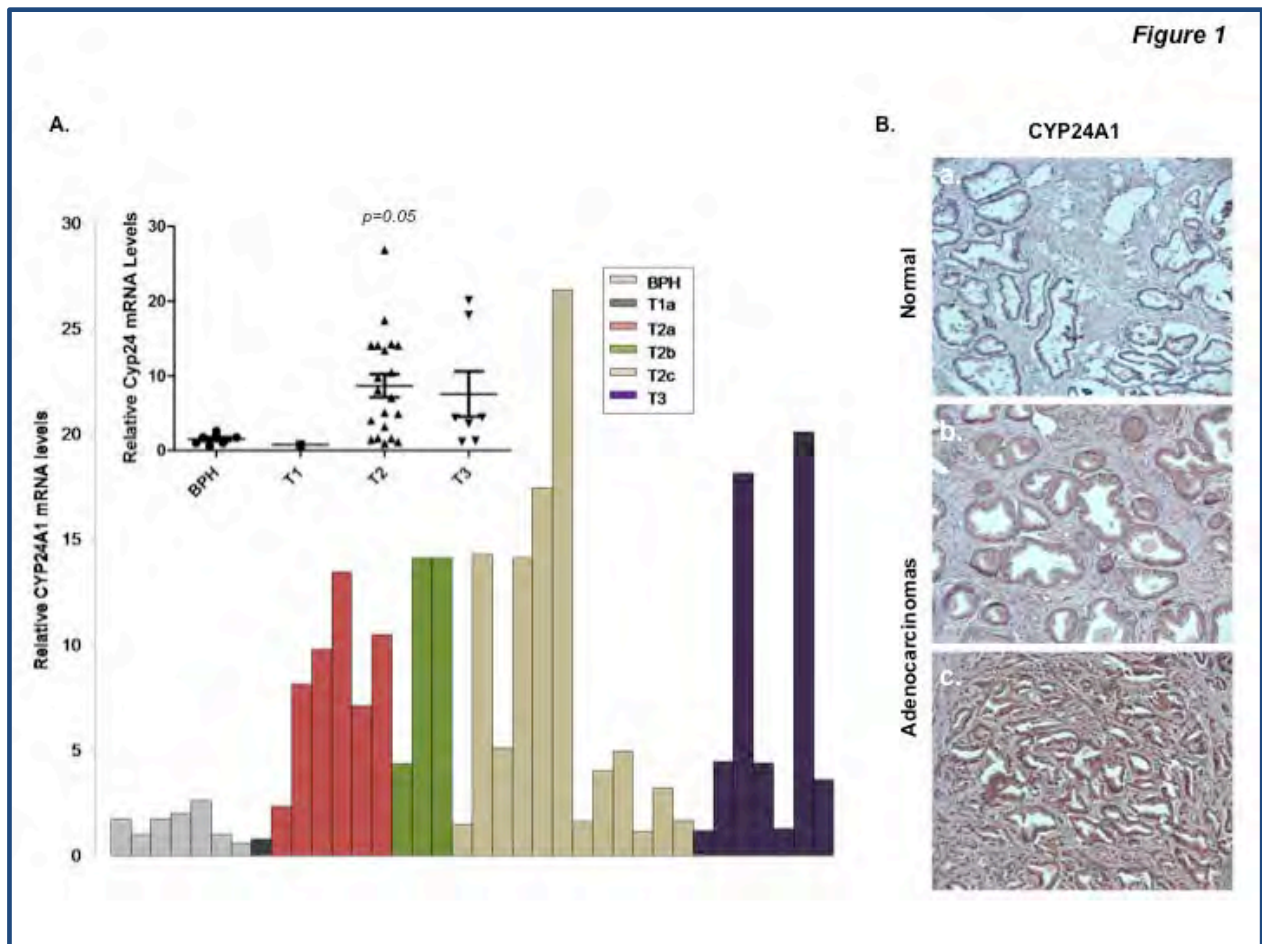 Figure 1
A.
Relative CYP24A1 mRNA levels
30
25
20
15
10
5
0
Relative Cyp24 mRNA Levels
30
20
10
0
p=0.05
BPH
T1
T2
T3
BPH
T1a
T2a
T2b
T2c
T3
B.
CYP24A1
Normal
Adenocarcinomas
a.
b.
c.